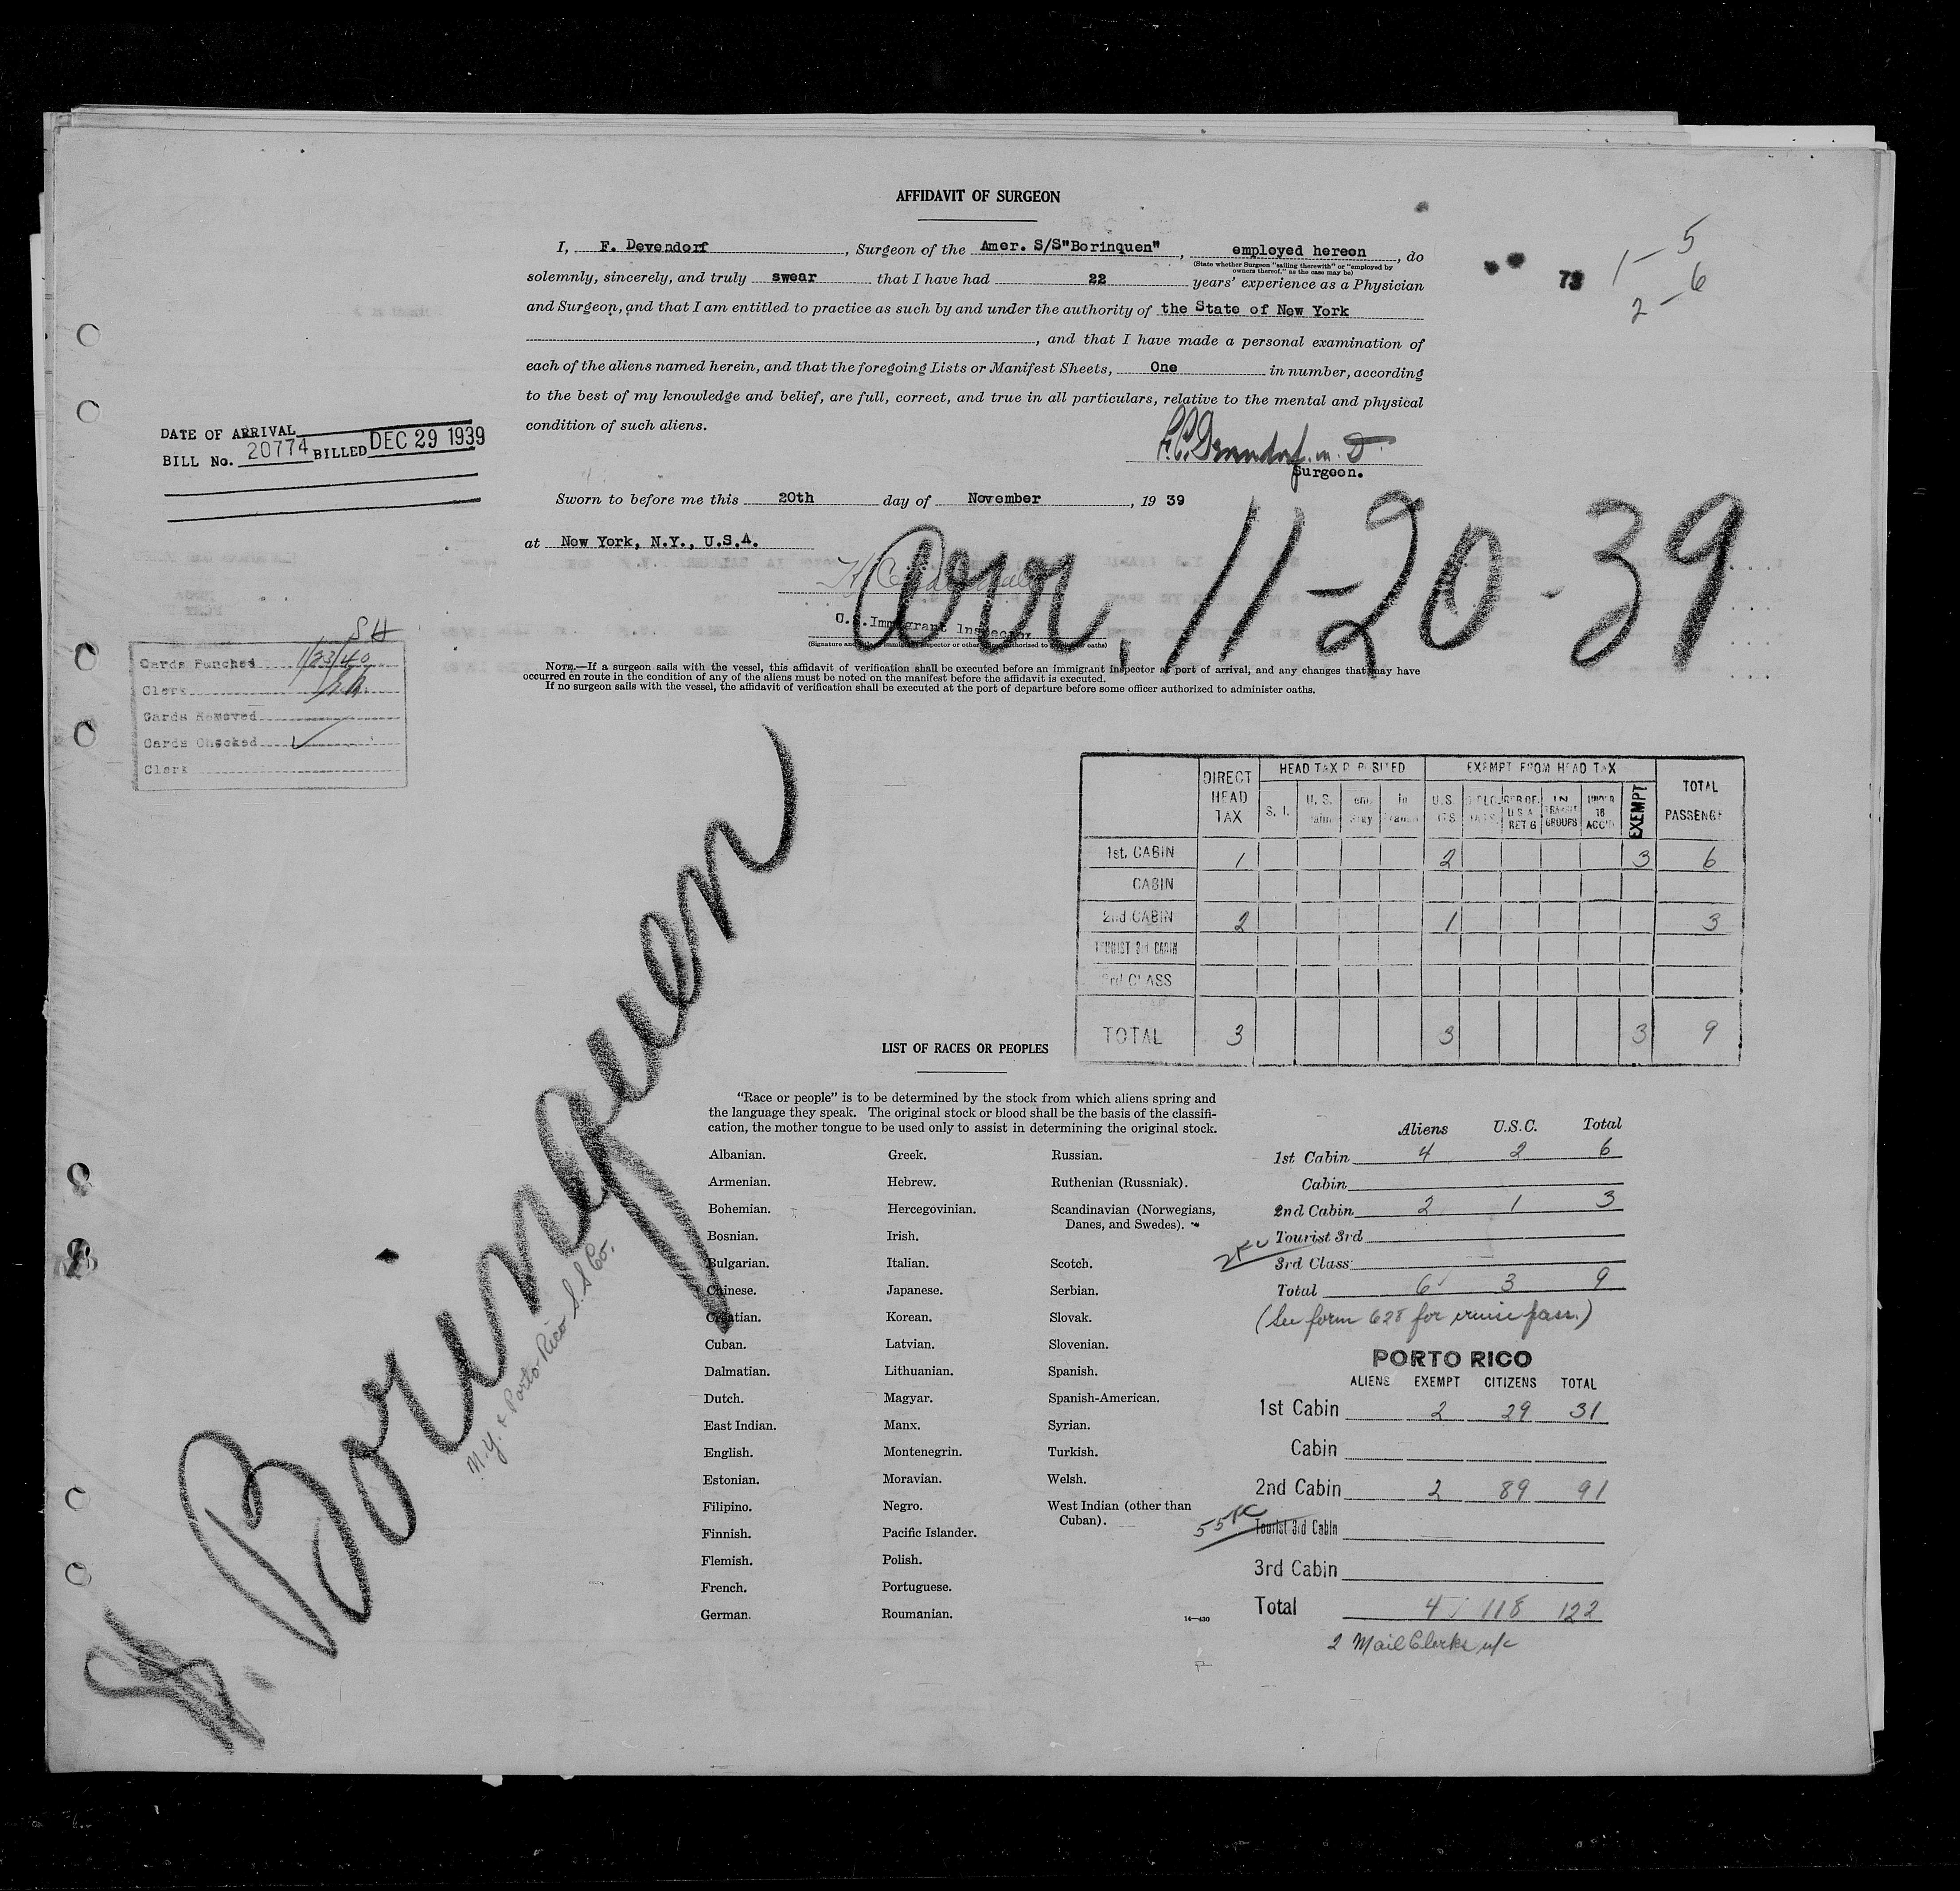 AFFIDAVIT OF SURGEON
I, F. Devendorf, Surgeon of the Amer. S/S"Borinquen", employed hereon, do
(State whether Surgeon "sailing therewith" or "employed by
owners thereof," as the case may be)
solemnly, sincerely, and truly swear that I have had 22 years' experience as a Physician
and Surgeon, and that I am entitled to practice as such by and under the authority of the State of New York
, and that I have made a personal examination of
each of the aliens named herein, and that the foregoing Lists or Manifest Sheets, One in number, according
to the best of my knowledge and belief, are full, correct, and true in all particulars, relative to the mental and physical
condition of such aliens.
Surgeon.
73
1 - 5
2 - 6
DATE OF ARRIVAL
BILL No. 20774 BILLED DEC 29 1939
Sworn to before me this 20th day of November, 19 39
at New York, N.Y., U.S.A.
Arr. 11-20-39
U.S. Immigrant Inspector
NOTE.—If a surgeon sails with the vessel, this affidavit of verification shall be executed before an immigrant inspector at port of arrival, and any changes that may have
occurred en route in the condition of any of the aliens must be noted on the manifest before the affidavit is executed.
If no surgeon sails with the vessel, the affidavit of verification shall be executed at the port of departure before some officer authorized to administer oaths.
SH
Cards Punched 1/23/40
Clerk
Cards Removed
Cards Checked ✓
Clerk
DIRECT HEAD TAX
HEAD TAX DEPOSITED
EXEMPT FROM HEAD TAX
TOTAL PASSENGE
S. I.
U. S.
U.S.
IN TRANSIT GROUPS
UNDER 16 ACC'D
EXEMPT
1st. CABIN 1 2 3 6
CABIN
2nd CABIN 2 1 3
TOURIST 3rd CABIN
3rd CLASS
TOTAL 3 3 3 9
S.S. Borinquen
N.Y. & Porto Rico S.S. Co.
LIST OF RACES OR PEOPLES
"Race or people" is to be determined by the stock from which aliens spring and
the language they speak. The original stock or blood shall be the basis of the classifi-
cation, the mother tongue to be used only to assist in determining the original stock.
Albanian. Greek. Russian.
Armenian. Hebrew. Ruthenian (Russniak).
Bohemian. Hercegovinian. Scandinavian (Norwegians,
Danes, and Swedes).
Bosnian. Irish.
Bulgarian. Italian. Scotch.
Chinese. Japanese. Serbian.
Croatian. Korean. Slovak.
Cuban. Latvian. Slovenian.
Dalmatian. Lithuanian. Spanish.
Dutch. Magyar. Spanish-American.
East Indian. Manx. Syrian.
English. Montenegrin. Turkish.
Estonian. Moravian. Welsh.
Filipino. Negro. West Indian (other than
Cuban).
Finnish. Pacific Islander.
Flemish. Polish.
French. Portuguese.
German. Roumanian.
14—430
Aliens U.S.C. Total
1st Cabin 4 2 6
Cabin
2nd Cabin 2 1 3
Tourist 3rd
3rd Class
Total 6 3 9
(See form 628 for cruise pass.)
PORTO RICO
ALIENS EXEMPT CITIZENS TOTAL
1st Cabin 2 29 31
Cabin
2nd Cabin 2 89 91
Tourist 3rd Cabin
3rd Cabin
Total 4 118 122
2 Mail Clerks